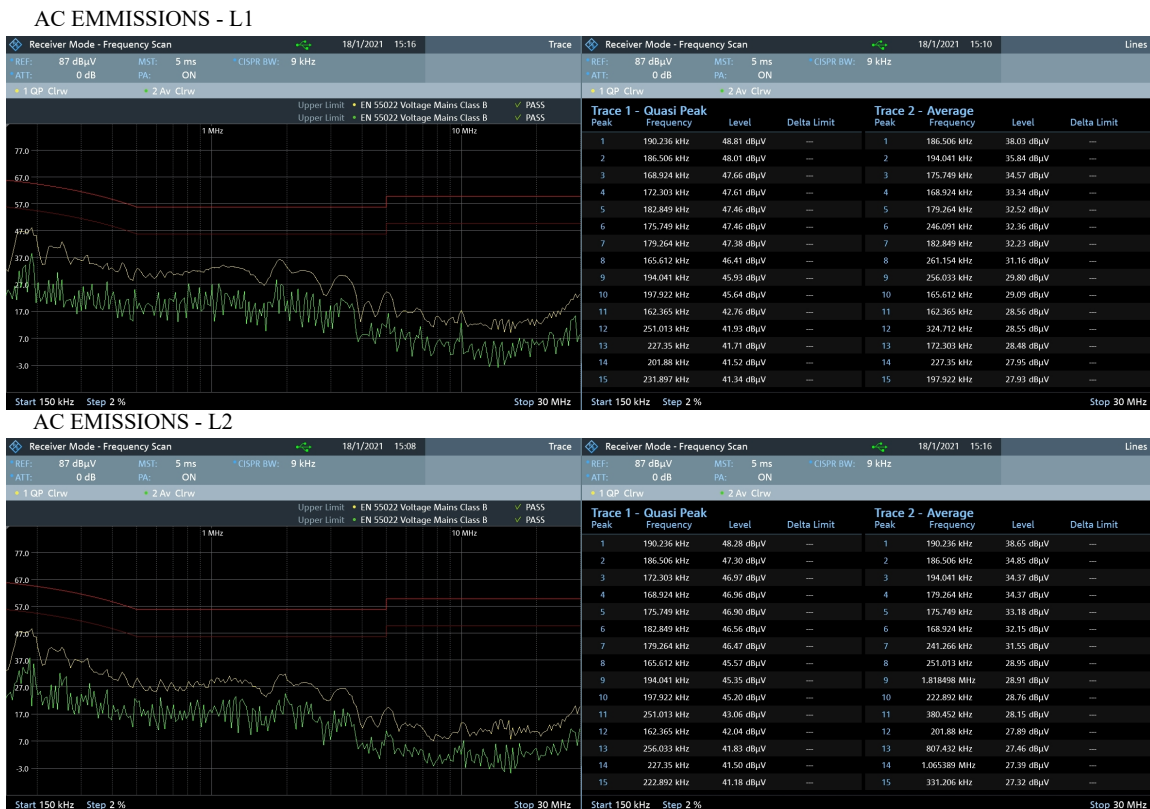 AC EMMISSIONS - L1
Receiver Mode - Frequency Scan 18/1/2021 15:16 Trace
REF: 87 dBµV MST: 5 ms CISPR BW: 9 kHz
ATT: 0 dB PA: ON
1 QP Clrw 2 Av Clrw
Upper Limit EN 55022 Voltage Mains Class B ✓ PASS
Upper Limit EN 55022 Voltage Mains Class B ✓ PASS
1 MHz 10 MHz
77.0
67.0
57.0
47.0
37.0
27.0
17.0
7.0
-3.0
Start 150 kHz Step 2 % Stop 30 MHz
Receiver Mode - Frequency Scan 18/1/2021 15:10 Lines
REF: 87 dBµV MST: 5 ms CISPR BW: 9 kHz
ATT: 0 dB PA: ON
1 QP Clrw 2 Av Clrw
Trace 1 - Quasi Peak Trace 2 - Average
Peak Frequency Level Delta Limit Peak Frequency Level Delta Limit
1 190.236 kHz 48.81 dBµV --- 1 186.506 kHz 38.03 dBµV ---
2 186.506 kHz 48.01 dBµV --- 2 194.041 kHz 35.84 dBµV ---
3 168.924 kHz 47.66 dBµV --- 3 175.749 kHz 34.57 dBµV ---
4 172.303 kHz 47.61 dBµV --- 4 168.924 kHz 33.34 dBµV ---
5 182.849 kHz 47.46 dBµV --- 5 179.264 kHz 32.52 dBµV ---
6 175.749 kHz 47.46 dBµV --- 6 246.091 kHz 32.36 dBµV ---
7 179.264 kHz 47.38 dBµV --- 7 182.849 kHz 32.23 dBµV ---
8 165.612 kHz 46.41 dBµV --- 8 261.154 kHz 31.16 dBµV ---
9 194.041 kHz 45.93 dBµV --- 9 256.033 kHz 29.80 dBµV ---
10 197.922 kHz 45.64 dBµV --- 10 165.612 kHz 29.09 dBµV ---
11 162.365 kHz 42.76 dBµV --- 11 162.365 kHz 28.56 dBµV ---
12 251.013 kHz 41.93 dBµV --- 12 324.712 kHz 28.55 dBµV ---
13 227.35 kHz 41.71 dBµV --- 13 172.303 kHz 28.48 dBµV ---
14 201.88 kHz 41.52 dBµV --- 14 227.35 kHz 27.95 dBµV ---
15 231.897 kHz 41.34 dBµV --- 15 197.922 kHz 27.93 dBµV ---
Start 150 kHz Step 2 % Stop 30 MHz
AC EMISSIONS - L2
Receiver Mode - Frequency Scan 18/1/2021 15:08 Trace
REF: 87 dBµV MST: 5 ms CISPR BW: 9 kHz
ATT: 0 dB PA: ON
1 QP Clrw 2 Av Clrw
Upper Limit EN 55022 Voltage Mains Class B ✓ PASS
Upper Limit EN 55022 Voltage Mains Class B ✓ PASS
1 MHz 10 MHz
77.0
67.0
57.0
47.0
37.0
27.0
17.0
7.0
-3.0
Start 150 kHz Step 2 % Stop 30 MHz
Receiver Mode - Frequency Scan 18/1/2021 15:16 Lines
REF: 87 dBµV MST: 5 ms CISPR BW: 9 kHz
ATT: 0 dB PA: ON
1 QP Clrw 2 Av Clrw
Trace 1 - Quasi Peak Trace 2 - Average
Peak Frequency Level Delta Limit Peak Frequency Level Delta Limit
1 190.236 kHz 48.28 dBµV --- 1 190.236 kHz 38.65 dBµV ---
2 186.506 kHz 47.30 dBµV --- 2 186.506 kHz 34.85 dBµV ---
3 172.303 kHz 46.97 dBµV --- 3 194.041 kHz 34.37 dBµV ---
4 168.924 kHz 46.96 dBµV --- 4 179.264 kHz 34.37 dBµV ---
5 175.749 kHz 46.90 dBµV --- 5 175.749 kHz 33.18 dBµV ---
6 182.849 kHz 46.56 dBµV --- 6 168.924 kHz 32.15 dBµV ---
7 179.264 kHz 46.47 dBµV --- 7 241.266 kHz 31.55 dBµV ---
8 165.612 kHz 45.57 dBµV --- 8 251.013 kHz 28.95 dBµV ---
9 194.041 kHz 45.35 dBµV --- 9 1.818498 MHz 28.91 dBµV ---
10 197.922 kHz 45.20 dBµV --- 10 222.892 kHz 28.76 dBµV ---
11 251.013 kHz 43.06 dBµV --- 11 380.452 kHz 28.15 dBµV ---
12 162.365 kHz 42.04 dBµV --- 12 201.88 kHz 27.89 dBµV ---
13 256.033 kHz 41.83 dBµV --- 13 807.432 kHz 27.46 dBµV ---
14 227.35 kHz 41.50 dBµV --- 14 1.065389 MHz 27.39 dBµV ---
15 222.892 kHz 41.18 dBµV --- 15 331.206 kHz 27.32 dBµV ---
Start 150 kHz Step 2 % Stop 30 MHz